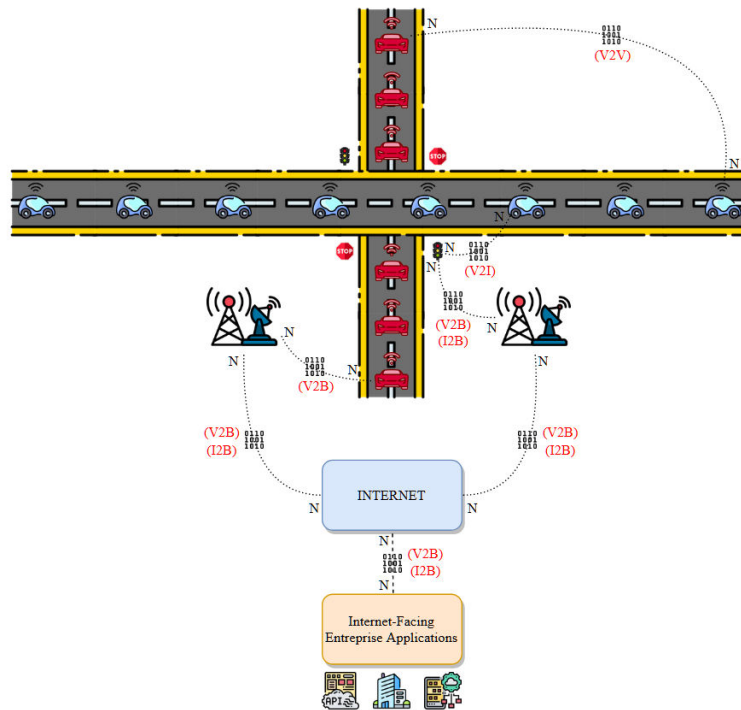 N
0110
1001
1010
(V2V)
N
STOP
STOP
N
N
0110
1001
1010
(V2I)
0110
1001
1010
(V2B)
(I2B)
N
N
0110
1001
1010
(V2B)
N
N
N
(V2B)
(I2B)
0110
1001
1010
0110
1001
1010
(V2B)
(I2B)
INTERNET
N
N
N
0110
1001
1010
(V2B)
(I2B)
N
Internet-Facing
Entreprise Applications
API